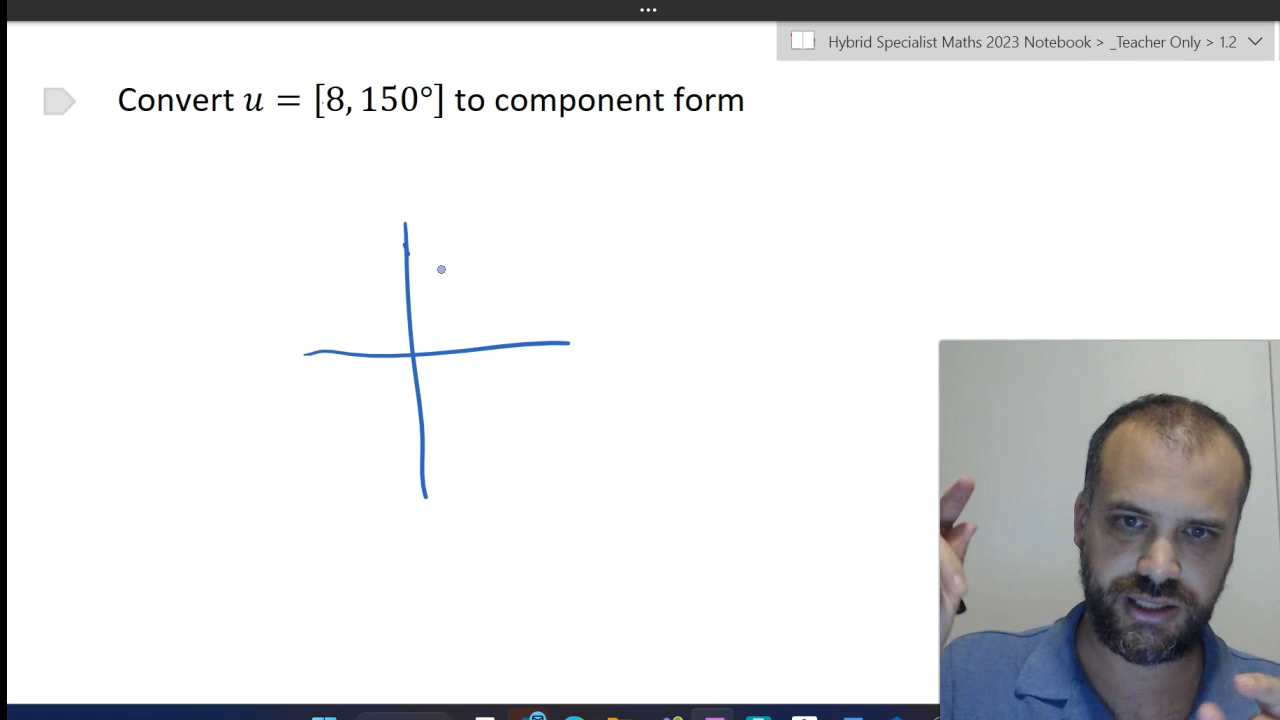 Hybrid Specialist Maths 2023 Notebook > _Teacher Only > 1.2
Convert u = [8, 150°] to component form